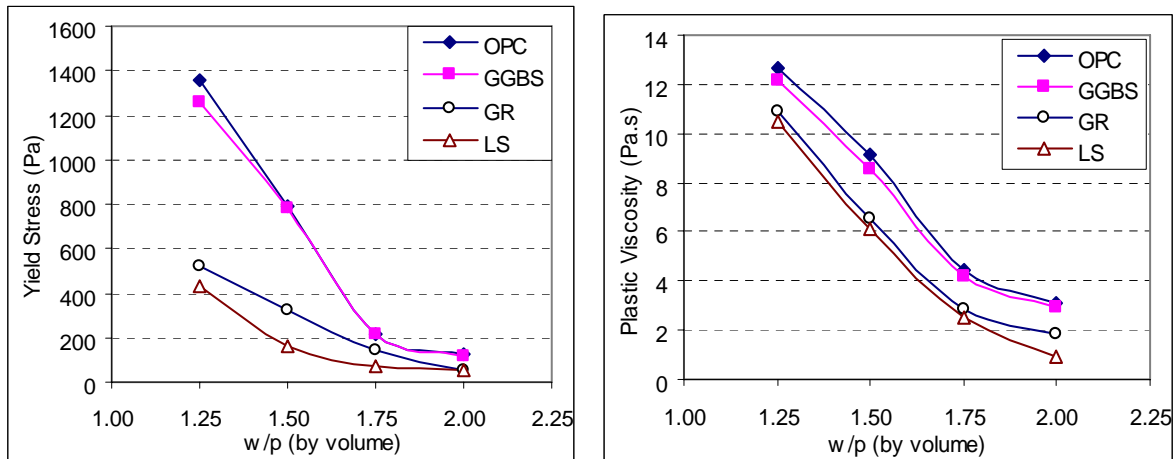 Yield Stress (Pa)
1600
1400
1200
1000
800
600
400
200
0
1.00 1.25 1.50 1.75 2.00 2.25
w/p (by volume)
OPC
GGBS
GR
LS
Plastic Viscosity (Pa.s)
14
12
10
8
6
4
2
0
1.00 1.25 1.50 1.75 2.00 2.25
w/p (by volume)
OPC
GGBS
GR
LS